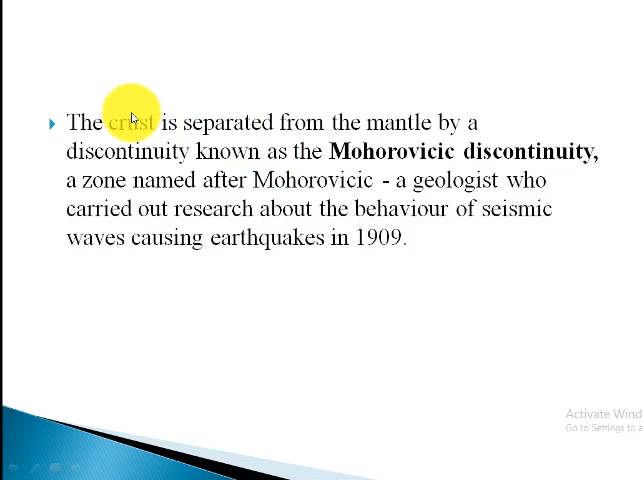 The crust is separated from the mantle by a
discontinuity known as the Mohorovicic discontinuity,
a zone named after Mohorovicic - a geologist who
carried out research about the behaviour of seismic
waves causing earthquakes in 1909.
Activate Wind
Go to Settings to a